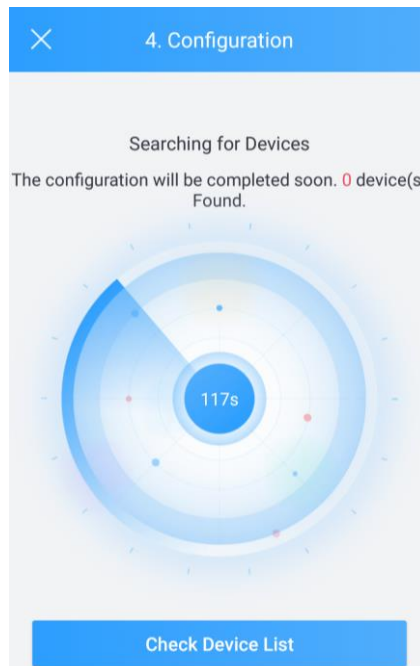 4. Configuration
Searching for Devices
The configuration will be completed soon. 0 device(s
Found.
117s
Check Device List